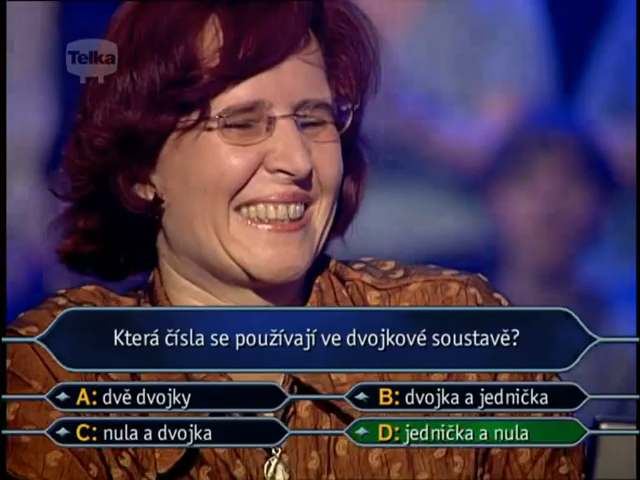 Telka
Která čísla se používají ve dvojkové soustavě?
A: dvě dvojky
B: dvojka a jednička
C: nula a dvojka
D: jednička a nula